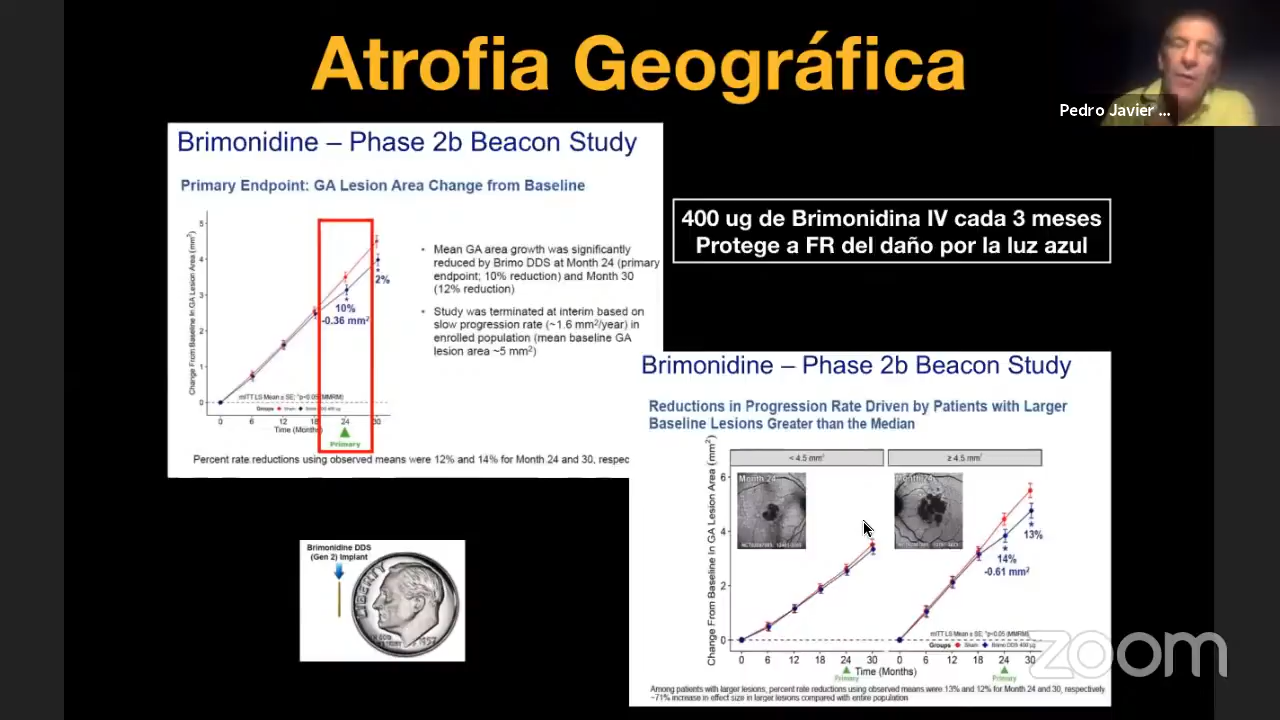 Atrofia Geográfica
Pedro Javier ...
Brimonidine – Phase 2b Beacon Study
Primary Endpoint: GA Lesion Area Change from Baseline
Change From Baseline In GA Lesion Area (mm²)
5
4
3
2
1
0
2%
10%
-0.36 mm²
mITT LS Mean ± SE; *p<0.05 (MMRM)
Groups Sham Brimo DDS 400 µg
0 6 12 18 24 30
Time (Months)
Primary
• Mean GA area growth was significantly
reduced by Brimo DDS at Month 24 (primary
endpoint; 10% reduction) and Month 30
(12% reduction)
• Study was terminated at interim based on
slow progression rate (~1.6 mm²/year) in
enrolled population (mean baseline GA
lesion area ~5 mm²)
Percent rate reductions using observed means were 12% and 14% for Month 24 and 30, respec
400 ug de Brimonidina IV cada 3 meses
Protege a FR del daño por la luz azul
Brimonidine – Phase 2b Beacon Study
Reductions in Progression Rate Driven by Patients with Larger
Baseline Lesions Greater than the Median
Change From Baseline In GA Lesion Area (mm²)
< 4.5 mm² ≥ 4.5 mm²
Month 24 Month 24
6
4
2
0
13%
14%
-0.61 mm²
mITT LS Mean ± SE; *p<0.05 (MMRM)
Groups Sham Brimo DDS 400 µg
0 6 12 18 24 30 0 6 12 18 24 30
Primary Time (Months) Primary
Among patients with larger lesions, percent rate reductions using observed means were 13% and 12% for Month 24 and 30, respectively
~71% increase in effect size in larger lesions compared with entire population
Brimonidine DDS
(Gen 2) Implant
LIBERTY
zoom